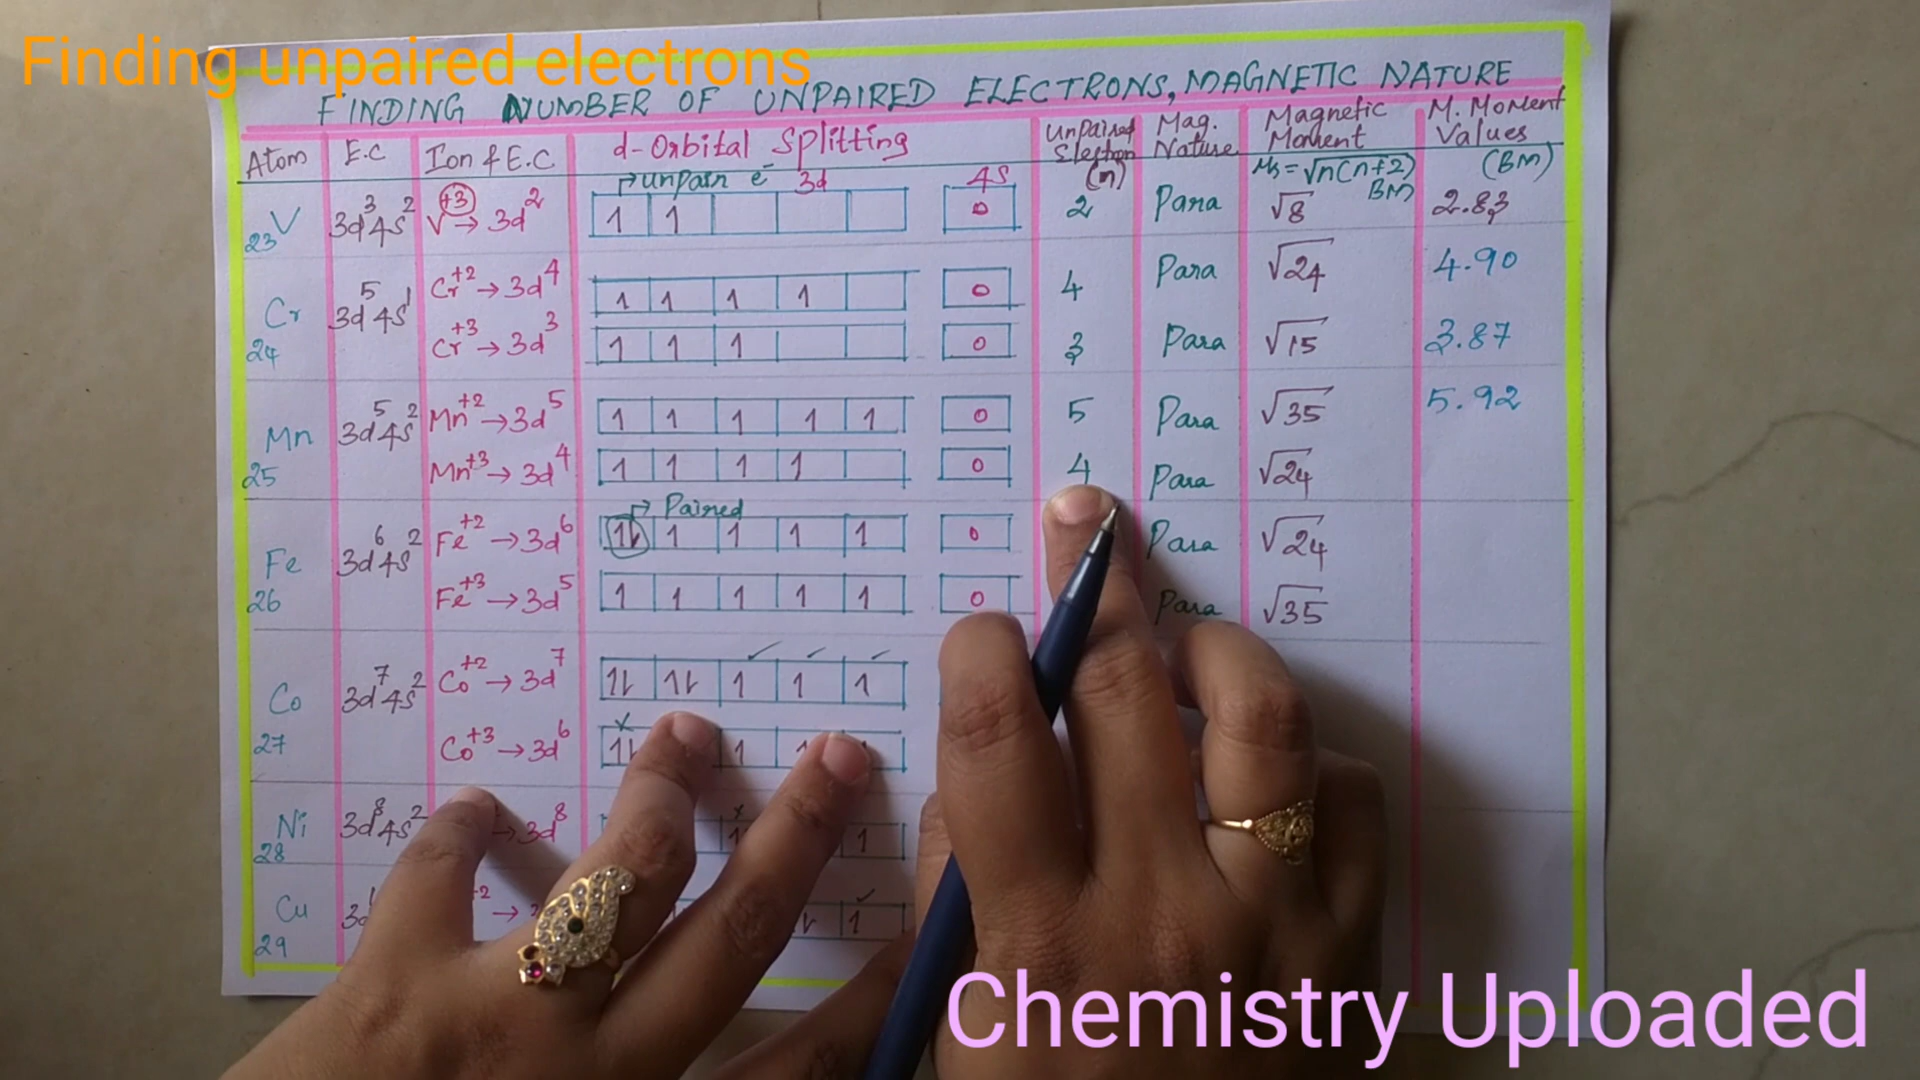 Finding unpaired electrons
FINDING NUMBER OF UNPAIRED ELECTRONS, MAGNETIC NATURE
Atom E.C Ion & E.C d-Orbital Splitting Unpaired Electron (n) Mag. Nature Magnetic Moment M. Moment Values
→unpair e⁻ 3d 4S μs = √n(n+2) BM (BM)
23 V 3d³4s² V⁺³ → 3d² 1 1 0 2 Para √8 2.83
Cr⁺² → 3d⁴ 1 1 1 1 0 4 Para √24 4.90
24 Cr 3d⁵4s¹ Cr⁺³ → 3d³ 1 1 1 0 3 Para √15 3.87
Mn⁺² → 3d⁵ 1 1 1 1 1 0 5 Para √35 5.92
25 Mn 3d⁵4s² Mn⁺³ → 3d⁴ 1 1 1 1 0 4 Para √24
→ Paired
Fe⁺² → 3d⁶ 1⇂ 1 1 1 1 0 Para √24
26 Fe 3d⁶4s² Fe⁺³ → 3d⁵ 1 1 1 1 1 0 Para √35
Co⁺² → 3d⁷ 1⇂ 1⇂ 1 1 1
27 Co 3d⁷4s² Co⁺³ → 3d⁶ 1⇂ 1
28 Ni 3d⁸4s² → 3d⁸ 1
29 Cu 3d → 1
Chemistry Uploaded